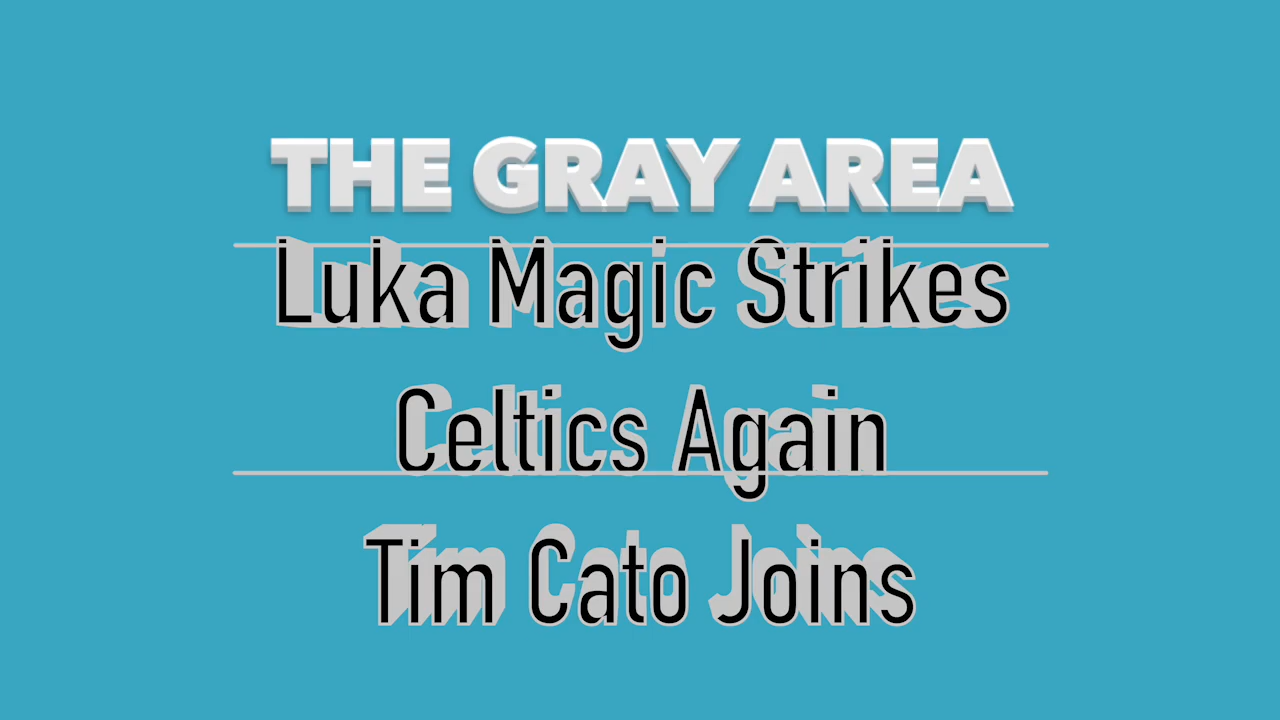 THE GRAY AREA
Luka Magic Strikes
Celtics Again
Tim Cato Joins